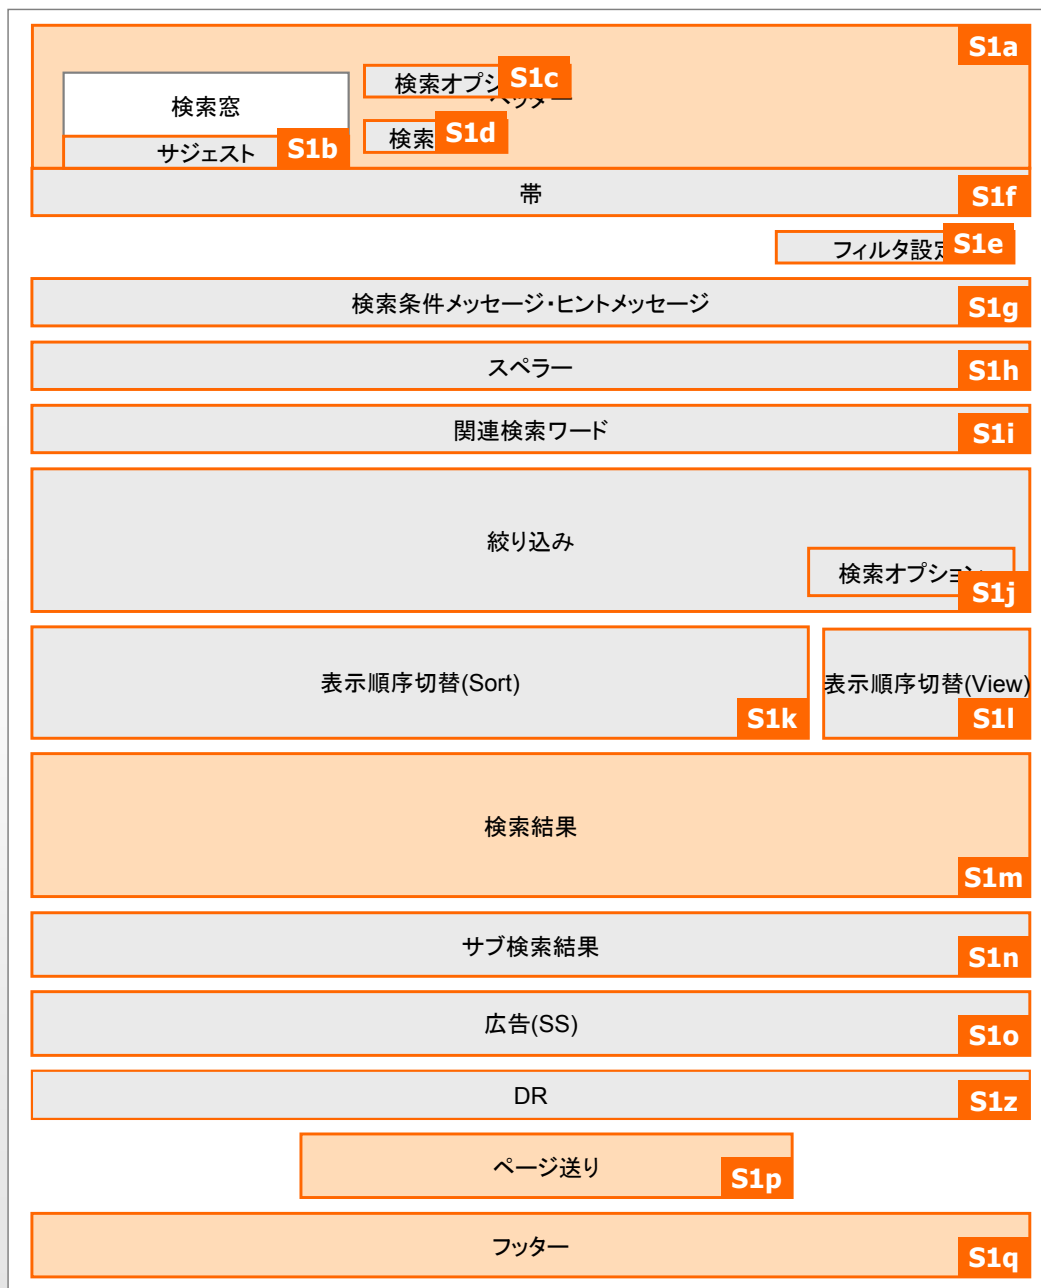 S1a
検索オプシ S1c
ヘッダー
検索窓
検索 S1d
サジェスト S1b
帯 S1f
フィルタ設定 S1e
検索条件メッセージ・ヒントメッセージ S1g
スペラー S1h
関連検索ワード S1i
絞り込み
検索オプション
S1j
表示順序切替(Sort) S1k
表示順序切替(View) S1l
検索結果
S1m
サブ検索結果 S1n
広告(SS) S1o
DR S1z
ページ送り S1p
フッター S1q